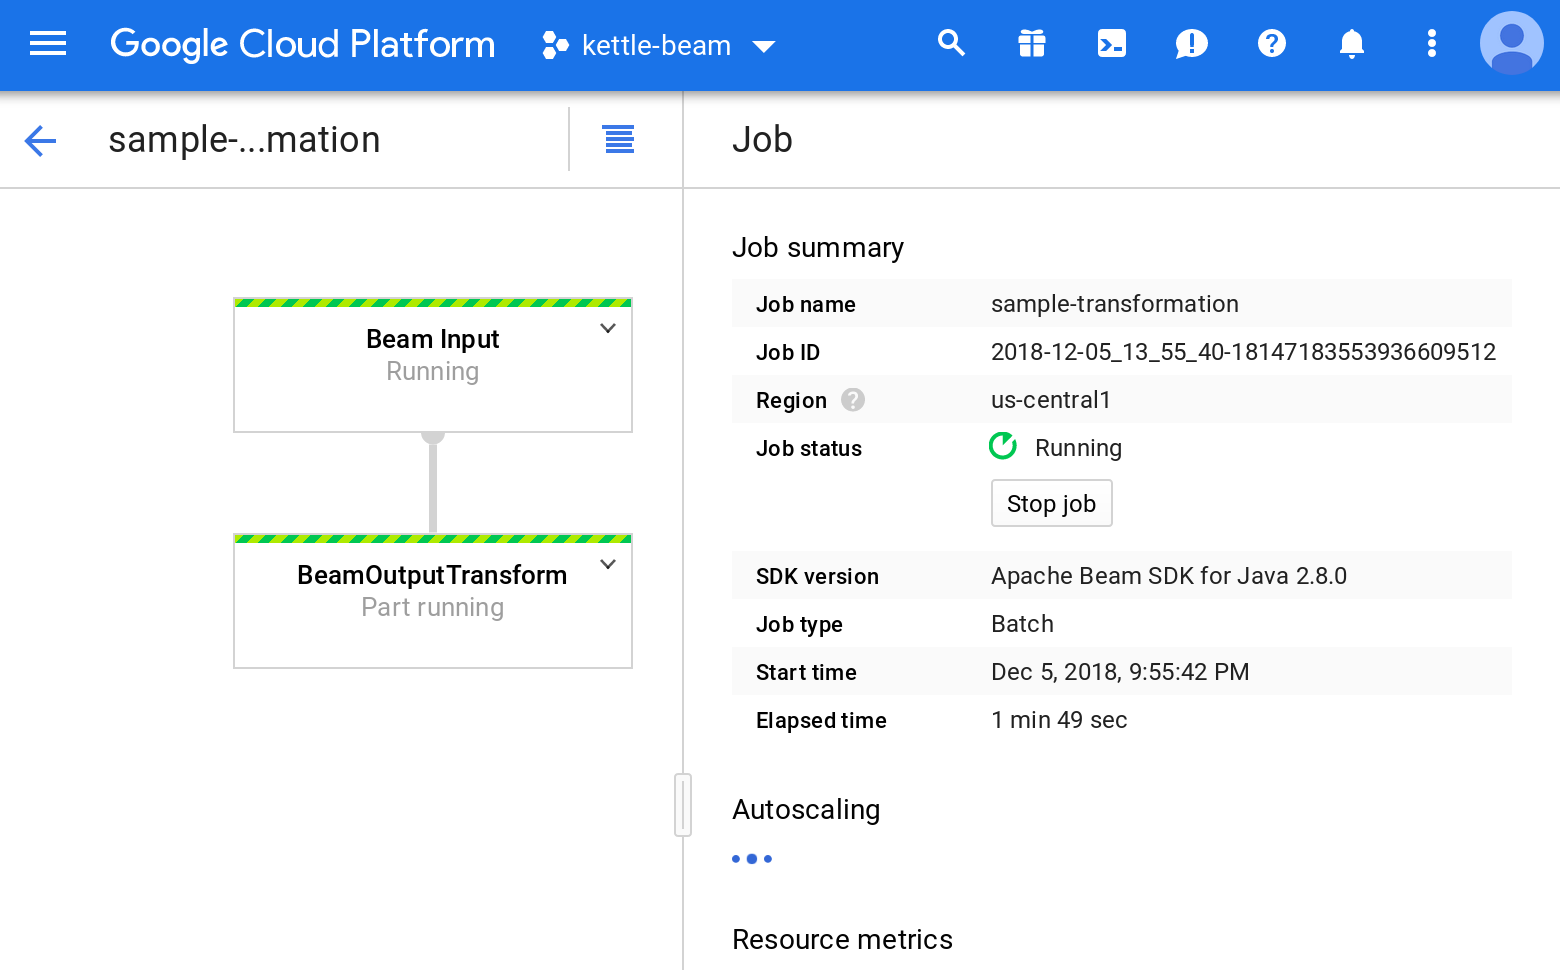 Google Cloud Platform kettle-beam
sample-...mation
Job
Beam Input
Running
BeamOutputTransform
Part running
Job summary
Job name sample-transformation
Job ID 2018-12-05_13_55_40-18147183553936609512
Region us-central1
Job status Running
Stop job
SDK version Apache Beam SDK for Java 2.8.0
Job type Batch
Start time Dec 5, 2018, 9:55:42 PM
Elapsed time 1 min 49 sec
Autoscaling
Resource metrics